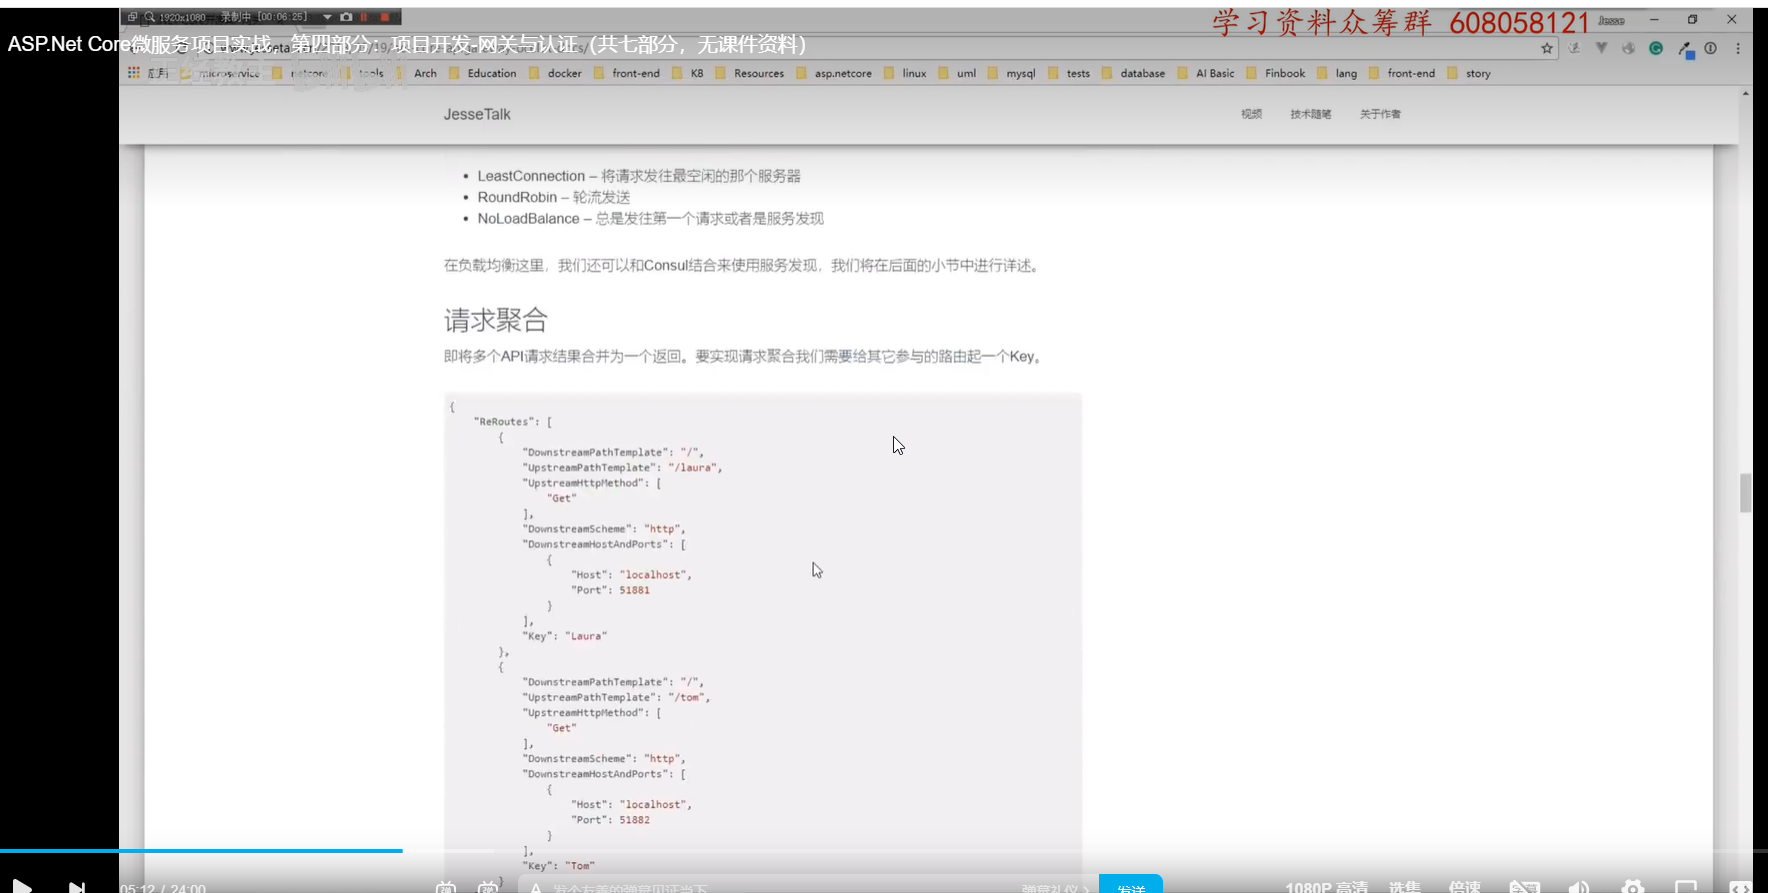 1920x1080 录制中 [00:06:25]
学习资料众筹群 608058121 Jesse
ASP.Net Core微服务项目实战，第四部分：项目开发-网关与认证（共七部分，无课件资料）
应用 microservice netcore tools Arch Education docker front-end K8 Resources asp.netcore linux uml mysql tests database AI Basic Finbook lang front-end story
JesseTalk 视频 技术随笔 关于作者
• LeastConnection – 将请求发往最空闲的那个服务器
• RoundRobin – 轮流发送
• NoLoadBalance – 总是发往第一个请求或者是服务发现
在负载均衡这里，我们还可以和Consul结合来使用服务发现，我们将在后面的小节中进行详述。
请求聚合
即将多个API请求结果合并为一个返回。要实现请求聚合我们需要给其它参与的路由起一个Key。
{
"ReRoutes": [
{
"DownstreamPathTemplate": "/",
"UpstreamPathTemplate": "/laura",
"UpstreamHttpMethod": [
"Get"
],
"DownstreamScheme": "http",
"DownstreamHostAndPorts": [
{
"Host": "localhost",
"Port": 51881
}
],
"Key": "Laura"
},
{
"DownstreamPathTemplate": "/",
"UpstreamPathTemplate": "/tom",
"UpstreamHttpMethod": [
"Get"
],
"DownstreamScheme": "http",
"DownstreamHostAndPorts": [
{
"Host": "localhost",
"Port": 51882
}
],
"Key": "Tom"
}
05:12 / 24:00 发个友善的弹幕见证当下 弹幕礼仪 发送 1080P 高清 选集 倍速